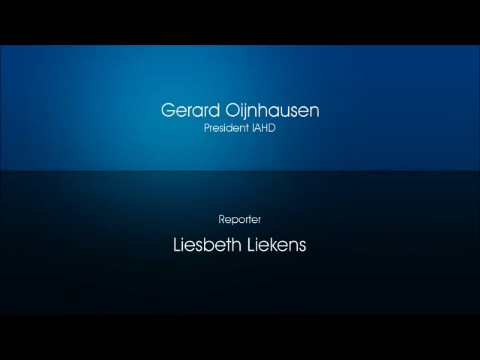 Gerard Oijnhausen
President IAHD
Reporter
Liesbeth Liekens